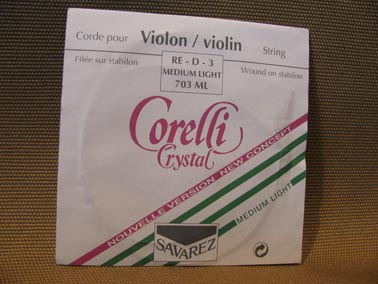 Corde pour Violon / violin String
Filée sur stabilon RE - D - 3 Wound on stabilon
MEDIUM LIGHT
703 ML
Corelli
Crystal
NOUVELLE VERSION NEW CONCEPT
MEDIUM LIGHT
SAVAREZ